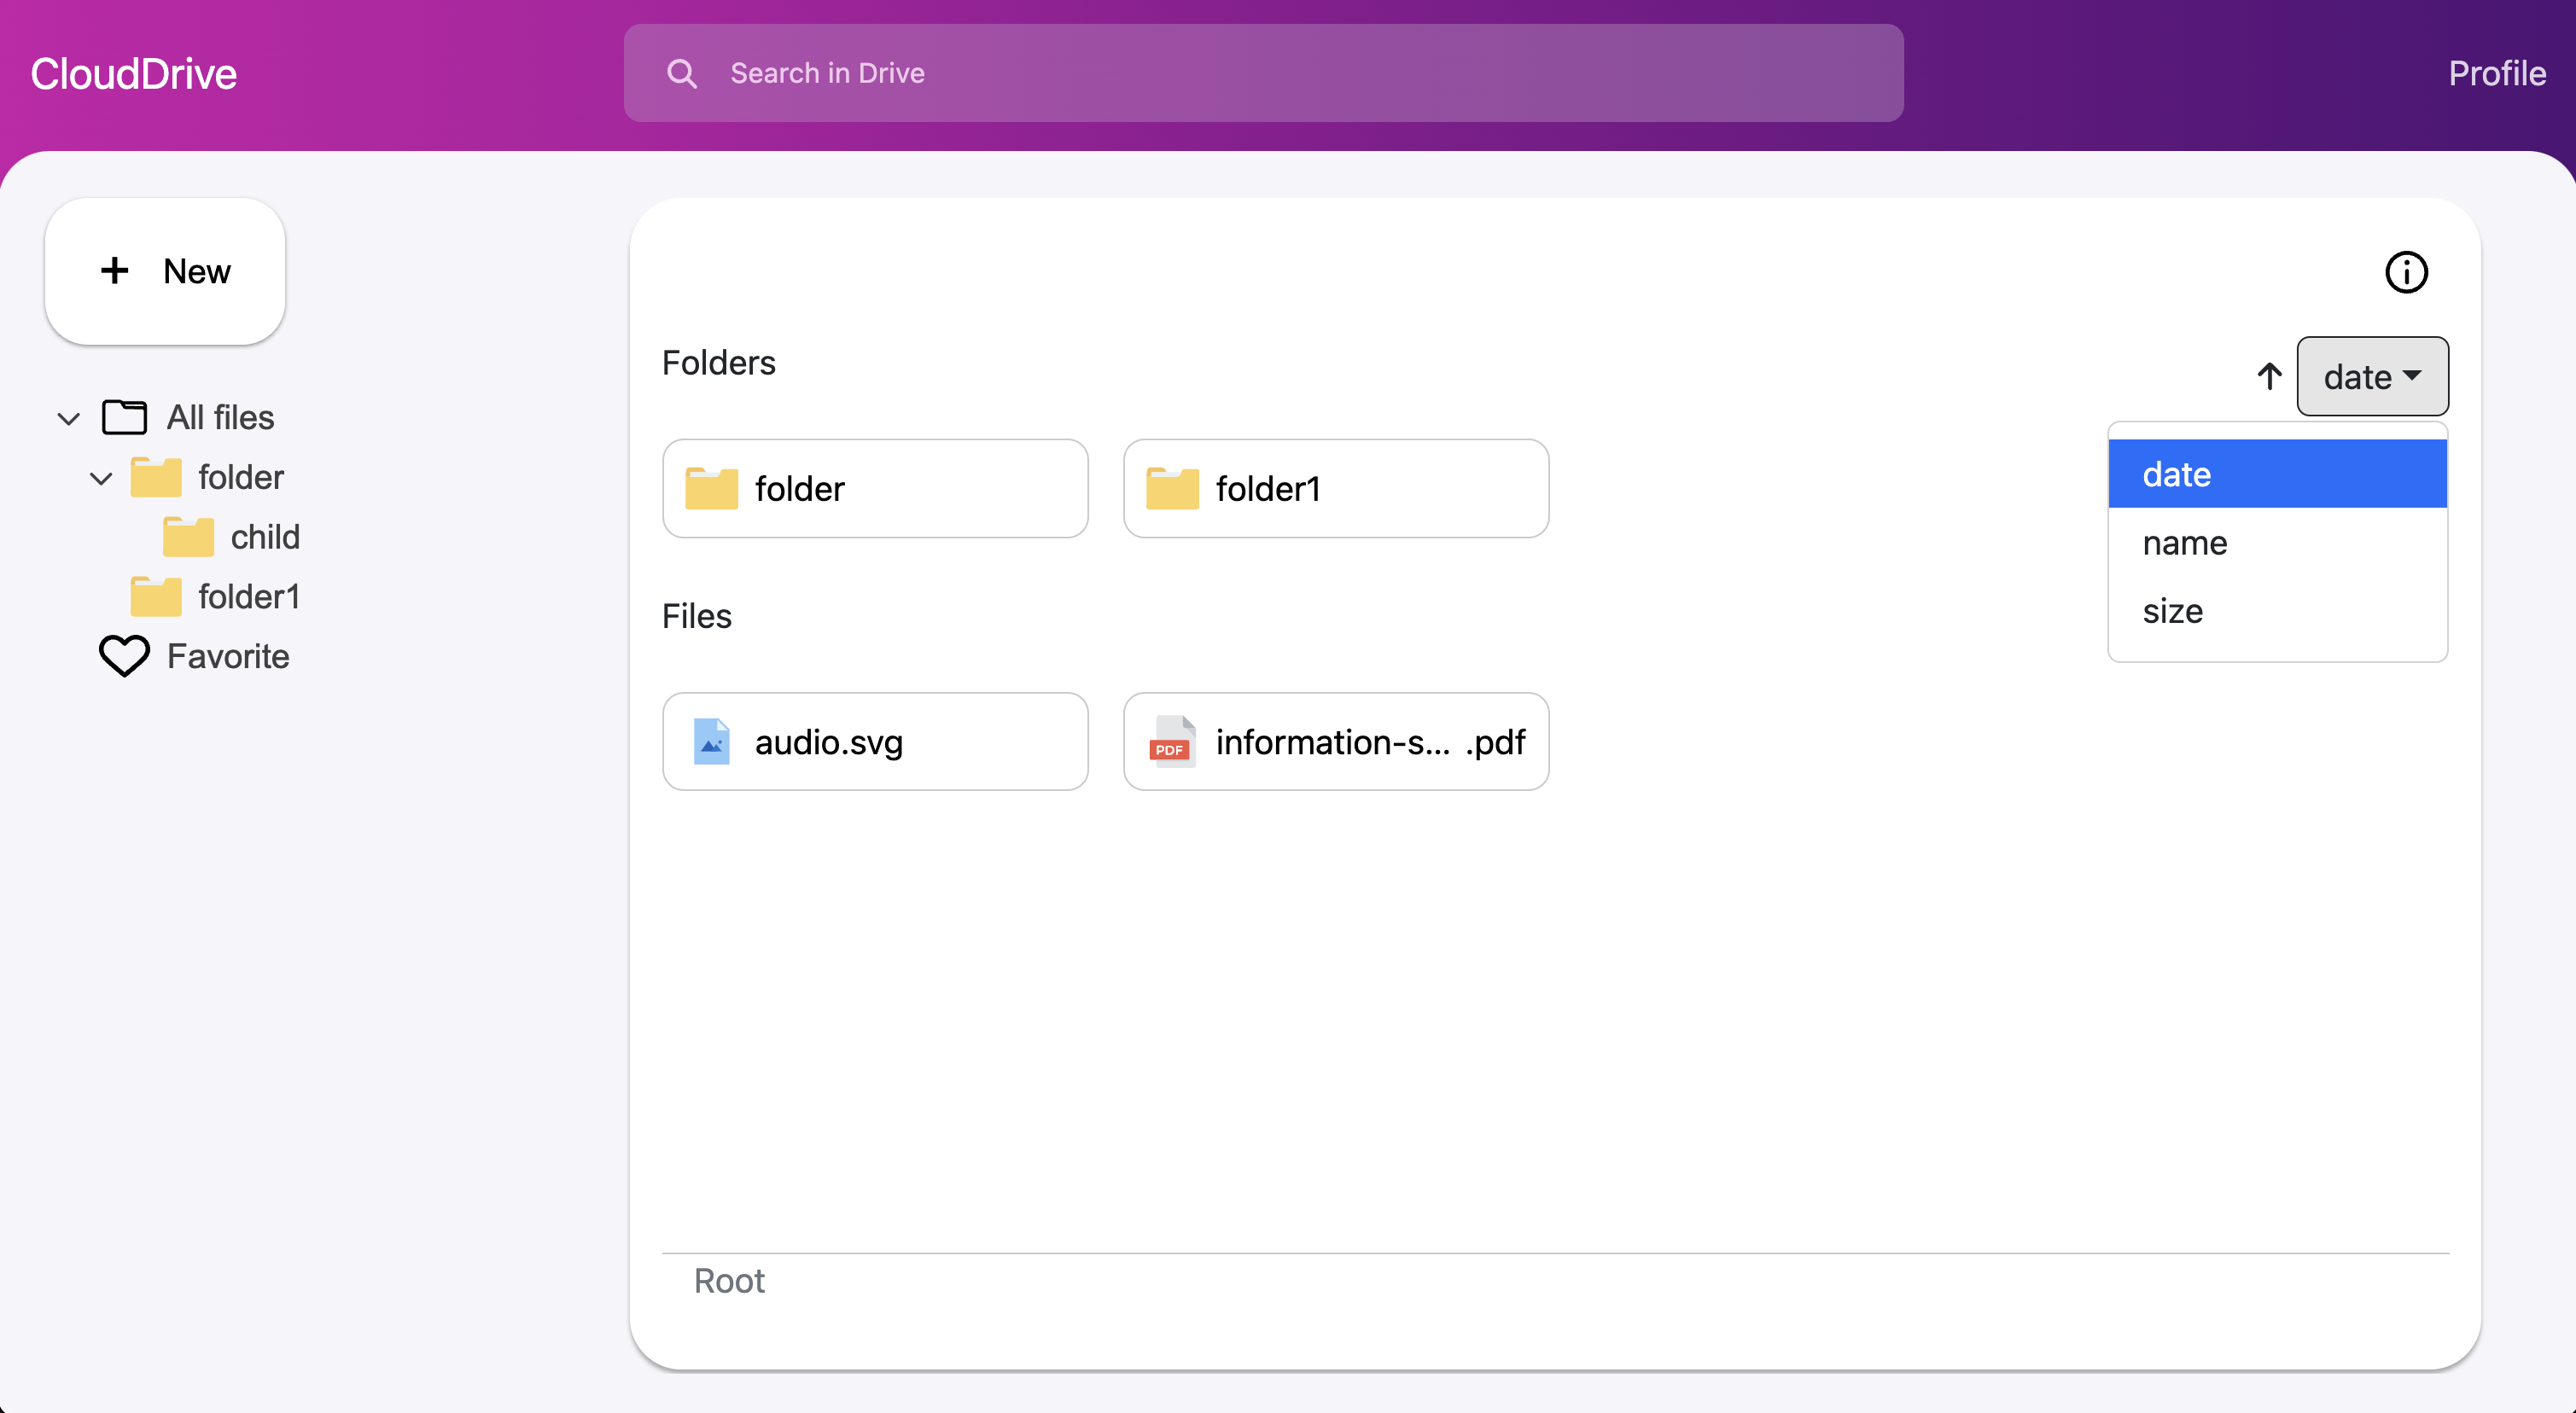 CloudDrive
Search in Drive
Profile
New
All files
folder
child
folder1
Favorite
Folders
date
folder
folder1
date
name
size
Files
audio.svg
PDF
information-s... .pdf
Root